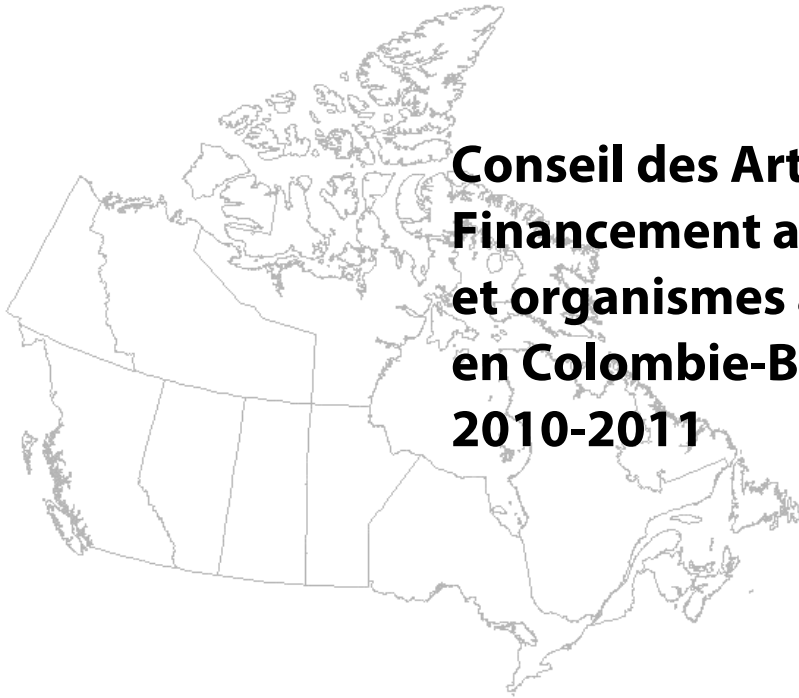 Conseil des Art
Financement a
et organismes
en Colombie-B
2010-2011